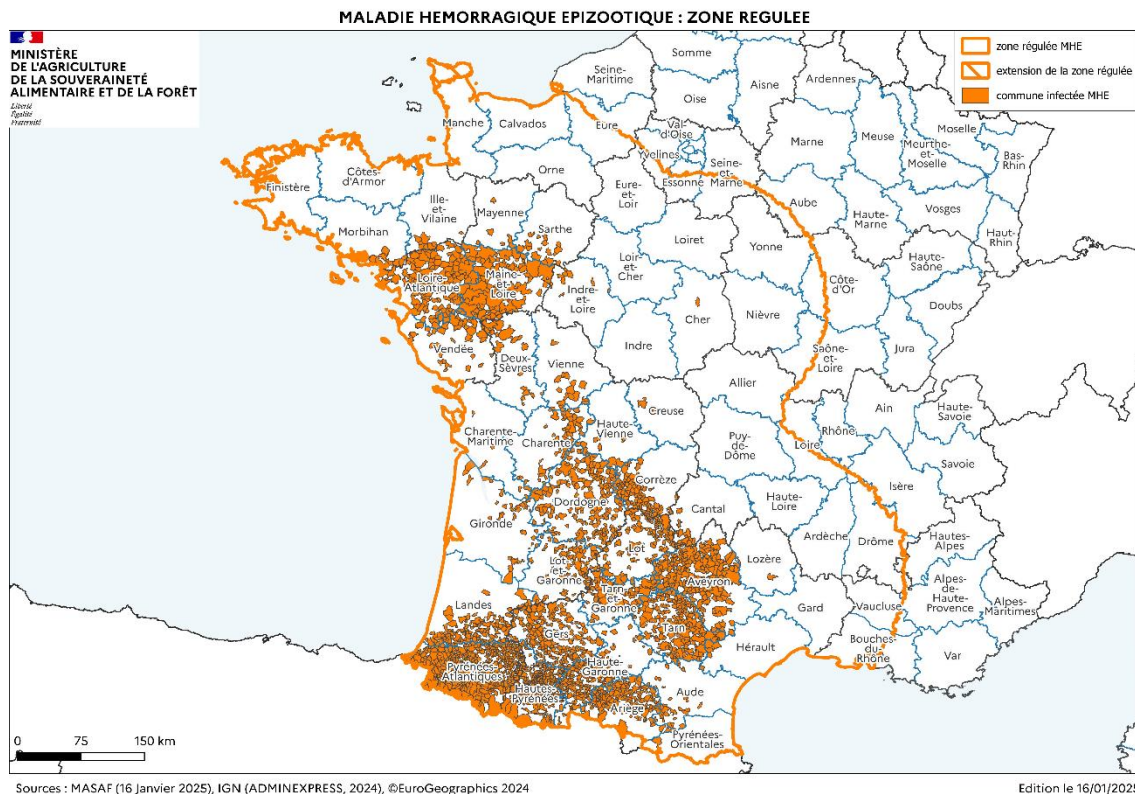 MALADIE HEMORRAGIQUE EPIZOOTIQUE : ZONE REGULEE
MINISTÈRE
DE L'AGRICULTURE
DE LA SOUVERAINETÉ
ALIMENTAIRE ET DE LA FORÊT
Liberté
Égalité
Fraternité
zone régulée MHE
extension de la zone régulée
commune infectée MHE
Somme
Seine-
Maritime
Aisne
Ardennes
Oise
Manche
Calvados
Eure
Val-
d'Oise
Yvelines
Essonne
Seine-
et-
Marne
Marne
Meuse
Meurthe-
et-
Moselle
Moselle
Bas-
Rhin
Finistère
Côtes-
d'Armor
Ille-
et-
Vilaine
Morbihan
Mayenne
Orne
Sarthe
Eure-
et-
Loir
Aube
Haute-
Marne
Vosges
Haut-
Rhin
Loiret
Yonne
Loir-
et-
Cher
Haute-
Saône
Côte-
d'Or
Doubs
Loire-
Atlantique
Maine-
et-
Loire
Indre-
et-
Loire
Cher
Nièvre
Indre
Jura
Saône-
et-
Loire
Vendée
Deux-
Sèvres
Vienne
Allier
Ain
Haute-
Savoie
Charente-
Maritime
Charente
Haute-
Vienne
Creuse
Puy-
de-
Dôme
Loire
Rhône
Savoie
Isère
Corrèze
Dordogne
Gironde
Cantal
Haute-
Loire
Ardèche
Drôme
Hautes-
Alpes
Lot
Lot-
et-
Garonne
Aveyron
Lozère
Tarn-
et-
Garonne
Alpes-
de-
Haute-
Provence
Alpes-
Maritimes
Landes
Gers
Tarn
Gard
Vaucluse
Hérault
Bouches-
du-
Rhône
Var
Pyrénées-
Atlantiques
Hautes-
Pyrénées
Haute-
Garonne
Ariège
Aude
Pyrénées-
Orientales
0 75 150 km
Sources : MASAF (16 Janvier 2025), IGN (ADMINEXPRESS, 2024), ©EuroGeographics 2024
Edition le 16/01/2025